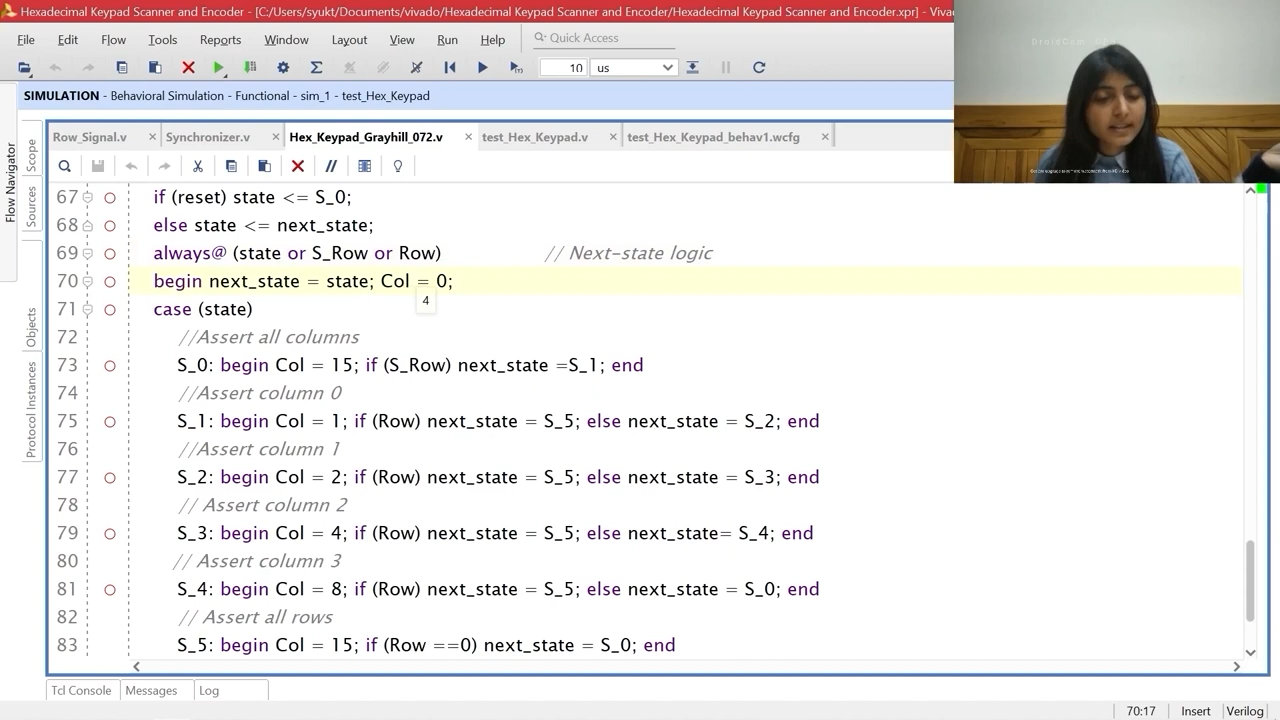 Hexadecimal Keypad Scanner and Encoder - [C:/Users/syukt/Documents/vivado/Hexadecimal Keypad Scanner and Encoder/Hexadecimal Keypad Scanner and Encoder.xpr] - Viva
File Edit Flow Tools Reports Window Layout View Run Help Quick Access
10 us
SIMULATION - Behavioral Simulation - Functional - sim_1 - test_Hex_Keypad
Row_Signal.v Synchronizer.v Hex_Keypad_Grayhill_072.v test_Hex_Keypad.v test_Hex_Keypad_behav1.wcfg
Flow Navigator
Scope
Sources
Objects
Protocol Instances
67 if (reset) state <= S_0;
68 else state <= next_state;
69 always@ (state or S_Row or Row) // Next-state logic
70 begin next_state = state; Col = 0;
4
71 case (state)
72 //Assert all columns
73 S_0: begin Col = 15; if (S_Row) next_state =S_1; end
74 //Assert column 0
75 S_1: begin Col = 1; if (Row) next_state = S_5; else next_state = S_2; end
76 //Assert column 1
77 S_2: begin Col = 2; if (Row) next_state = S_5; else next_state = S_3; end
78 // Assert column 2
79 S_3: begin Col = 4; if (Row) next_state = S_5; else next_state= S_4; end
80 // Assert column 3
81 S_4: begin Col = 8; if (Row) next_state = S_5; else next_state = S_0; end
82 // Assert all rows
83 S_5: begin Col = 15; if (Row ==0) next_state = S_0; end
Tcl Console Messages Log
70:17 Insert Verilog